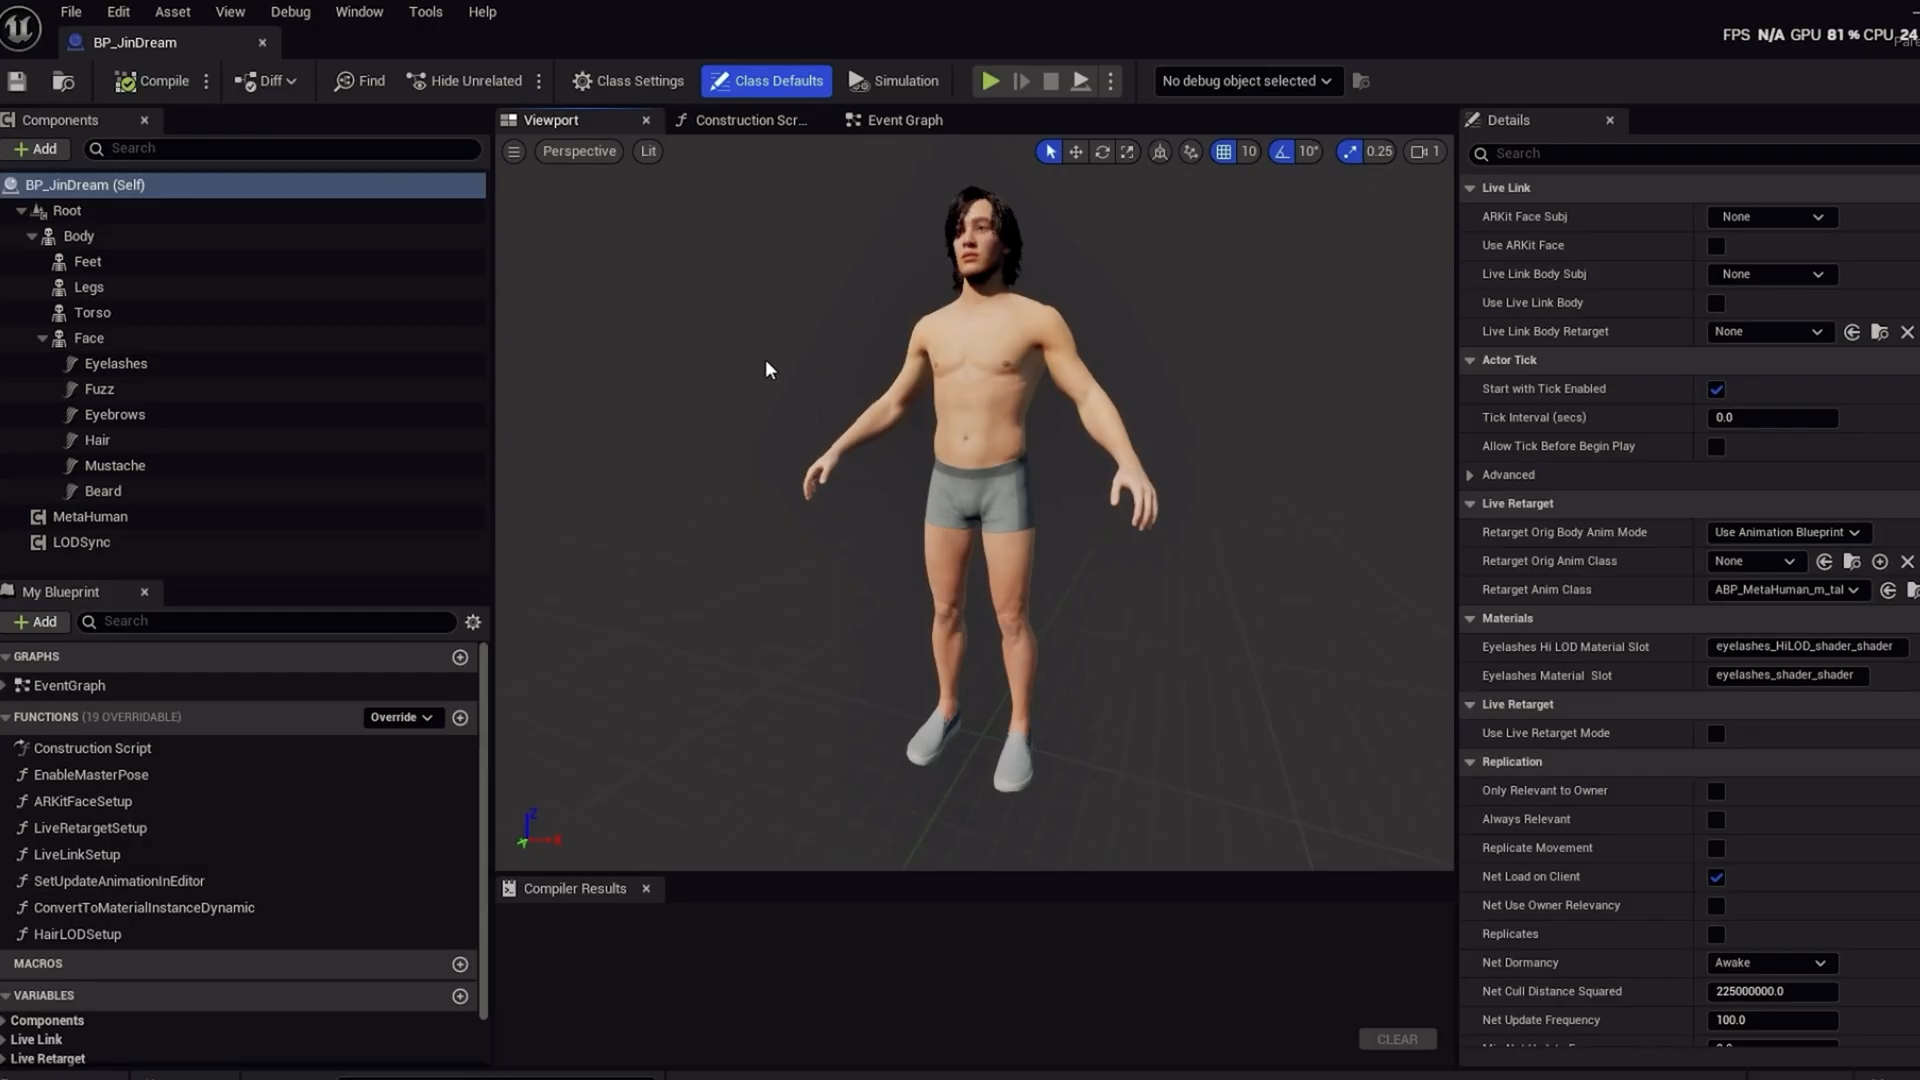 File Edit Asset View Debug Window Tools Help
BP_JinDream
FPS N/A GPU 81 % CPU 24
Compile Diff Find Hide Unrelated Class Settings Class Defaults Simulation No debug object selected
Components
Add Search
BP_JinDream (Self)
Root
Body
Feet
Legs
Torso
Face
Eyelashes
Fuzz
Eyebrows
Hair
Mustache
Beard
MetaHuman
LODSync
My Blueprint
Add Search
GRAPHS
EventGraph
FUNCTIONS (19 OVERRIDABLE) Override
Construction Script
EnableMasterPose
ARKitFaceSetup
LiveRetargetSetup
LiveLinkSetup
SetUpdateAnimationInEditor
ConvertToMaterialInstanceDynamic
HairLODSetup
MACROS
VARIABLES
Components
Live Link
Live Retarget
Viewport Construction Scr... Event Graph
Perspective Lit 10 10° 0.25 1
Z
Compiler Results
CLEAR
Details
Search
Live Link
ARKit Face Subj None
Use ARKit Face
Live Link Body Subj None
Use Live Link Body
Live Link Body Retarget None
Actor Tick
Start with Tick Enabled
Tick Interval (secs) 0.0
Allow Tick Before Begin Play
Advanced
Live Retarget
Retarget Orig Body Anim Mode Use Animation Blueprint
Retarget Orig Anim Class None
Retarget Anim Class ABP_MetaHuman_m_tal
Materials
Eyelashes Hi LOD Material Slot eyelashes_HiLOD_shader_shader
Eyelashes Material Slot eyelashes_shader_shader
Live Retarget
Use Live Retarget Mode
Replication
Only Relevant to Owner
Always Relevant
Replicate Movement
Net Load on Client
Net Use Owner Relevancy
Replicates
Net Dormancy Awake
Net Cull Distance Squared 225000000.0
Net Update Frequency 100.0